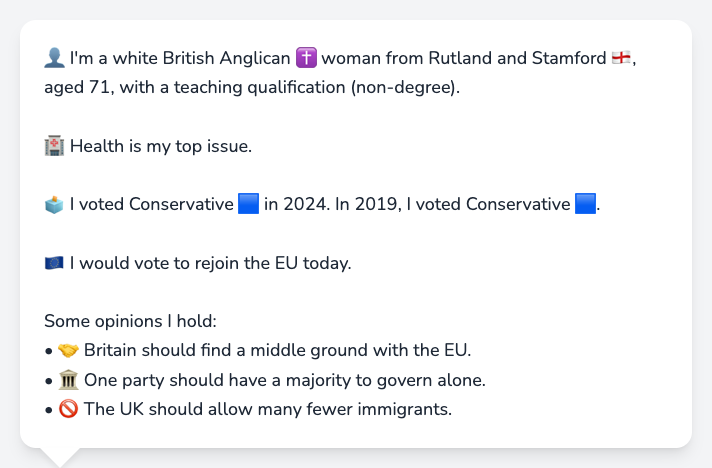 👤 I'm a white British Anglican ✝️ woman from Rutland and Stamford 🏴󠁧󠁢󠁥󠁮󠁧󠁿,
aged 71, with a teaching qualification (non-degree).
🏥 Health is my top issue.
🗳️ I voted Conservative 🟦 in 2024. In 2019, I voted Conservative 🟦.
🇪🇺 I would vote to rejoin the EU today.
Some opinions I hold:
• 🤝 Britain should find a middle ground with the EU.
• 🏛️ One party should have a majority to govern alone.
• 🚫 The UK should allow many fewer immigrants.